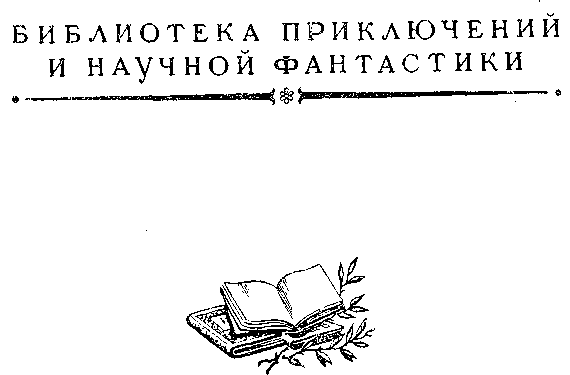 БИБЛИОТЕКА ПРИКЛЮЧЕНИЙ
И НАУЧНОЙ ФАНТАСТИКИ